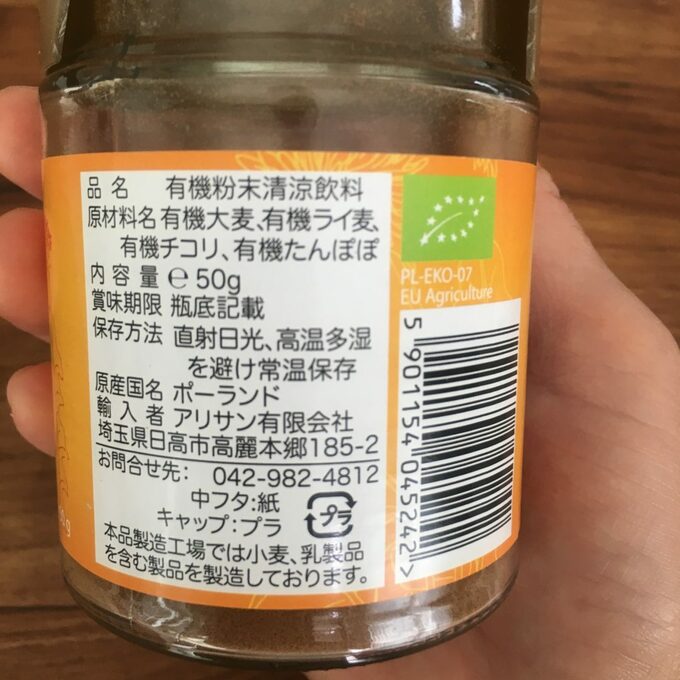 品名 有機粉末清涼飲料
原材料名 有機大麦、有機ライ麦、
有機チコリ、有機たんぽぽ
内容量 ℮50g
賞味期限 瓶底記載
保存方法 直射日光、高温多湿
を避け常温保存
原産国名 ポーランド
輸入者 アリサン有限会社
埼玉県日高市高麗本郷185-2
お問合せ先: 042-982-4812
中フタ:紙
キャップ:プラ
プラ
本品製造工場では小麦、乳製品
を含む製品を製造しております。
PL-EKO-07
EU Agriculture
5 901154 045242>